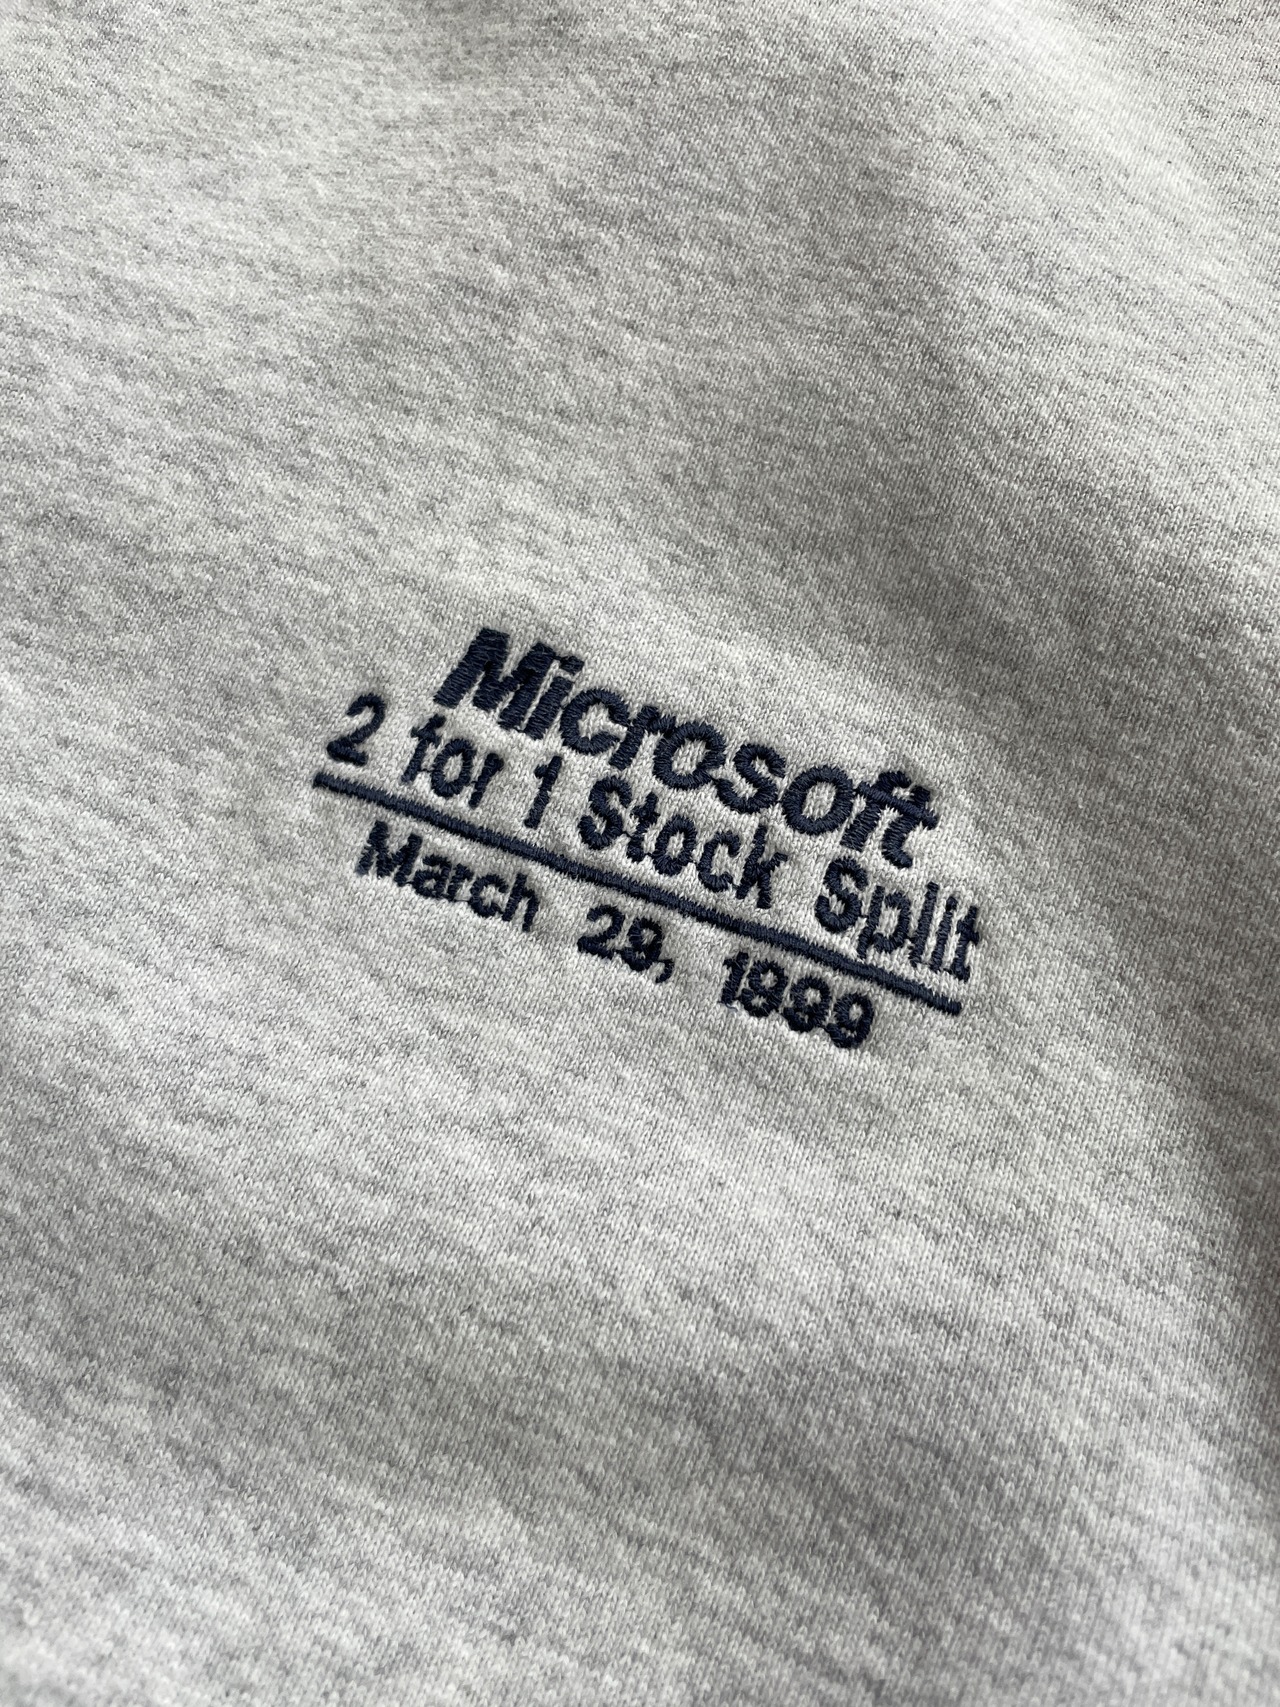 Microsoft
2 for 1 Stock Split
March 29, 1999